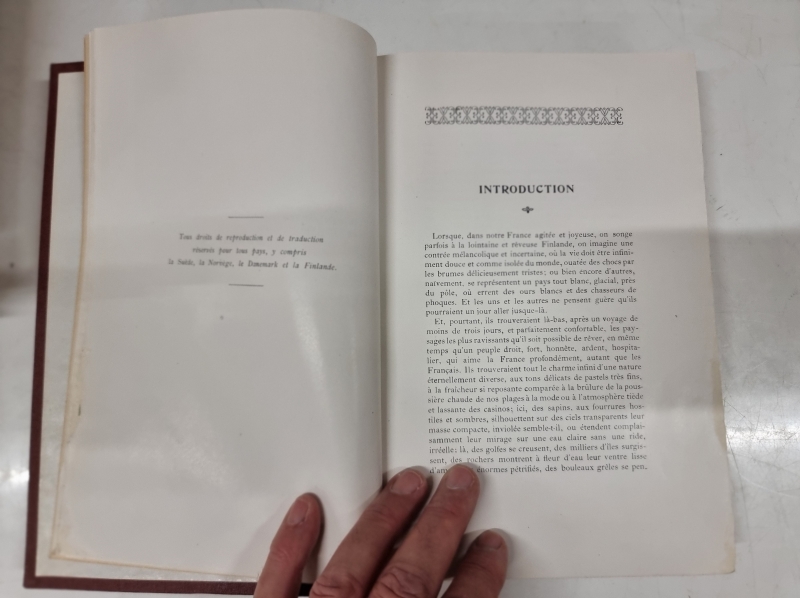 Tous droits de reproduction et de traduction
réservés pour tous pays, y compris
la Suède, la Norvège, le Danemark et la Finlande.
INTRODUCTION
Lorsque, dans notre France agitée et joyeuse, on songe
parfois à la lointaine et rêveuse Finlande, on imagine une
contrée mélancolique et incertaine, où la vie doit être infini-
ment douce et comme isolée du monde, ouatée des chocs par
les brumes délicieusement tristes; ou bien encore d'autres,
naïvement, se représentent un pays tout blanc, glacial, près
du pôle, où errent des ours blancs et des chasseurs de
phoques. Et les uns et les autres ne pensent guère qu'ils
pourraient un jour aller jusque-là.
Et, pourtant, ils trouveraient là-bas, après un voyage de
moins de trois jours, et parfaitement confortable, les pay-
sages les plus ravissants qu'il soit possible de rêver, en même
temps qu'un peuple droit, fort, honnête, ardent, hospita-
lier, qui aime la France profondément, autant que les
Français. Ils trouveraient tout le charme infini d'une nature
éternellement diverse, aux tons délicats de pastels très fins,
à la fraîcheur si reposante comparée à la brûlure de la pous-
sière chaude de nos plages à la mode ou à l'atmosphère tiède
et lassante des casinos; ici, des sapins, aux fourrures hos-
tiles et sombres, silhouettent sur des ciels transparents leur
masse compacte, inviolée semble-t-il, ou étendent complai-
samment leur mirage sur une eau claire sans une ride,
irréelle; là, des golfes se creusent, des milliers d'îles surgis-
sent, des rochers montrent à fleur d'eau leur ventre lisse
énormes pétrifiés, des bouleaux grêles se pen,